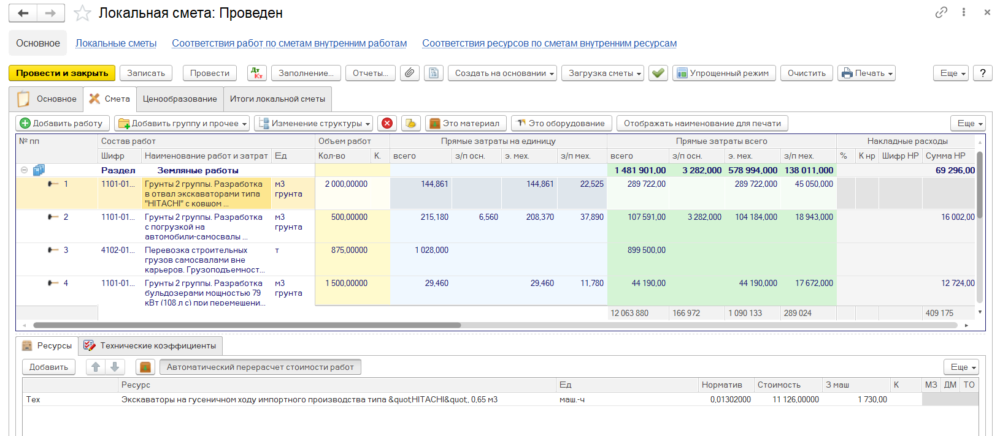 Локальная смета: Проведен
Основное Локальные сметы Соответствия работ по сметам внутренним работам Соответствия ресурсов по сметам внутренним ресурсам
Провести и закрыть Записать Провести Дт Кт Заполнение... Отчеты... Создать на основании Загрузка сметы Упрощенный режим Очистить Печать Еще ?
Основное Смета Ценообразование Итоги локальной сметы
Добавить работу Добавить группу и прочее Изменение структуры Это материал Это оборудование Отображать наименование для печати Еще
№ пп Состав работ Объем работ Прямые затраты на единицу Прямые затраты всего Накладные расходы
Шифр Наименование работ и затрат Ед Кол-во К. всего з/п осн. э. мех. з/п мех. всего з/п осн. э. мех. з/п мех. % К нр Шифр НР Сумма НР
Раздел Земляные работы 1 481 901,00 3 282,000 578 994,000 138 011,000 69 296,00
1 1101-01... Грунты 2 группы. Разработка м3 2 000,00000 144,861 144,861 22,525 289 722,00 289 722,000 45 050,000
в отвал экскаваторами типа грунта
"HITACHI" с ковшом ...
2 1101-01... Грунты 2 группы. Разработка м3 500,00000 215,180 6,560 208,370 37,890 107 591,00 3 282,000 104 184,000 18 943,000 16 002,00
с погрузкой на грунта
автомобили-самосвалы ...
3 4102-01... Перевозка строительных т 875,00000 1 028,000 899 500,00
грузов самосвалами вне
карьеров. Грузоподъемност...
4 1101-01... Грунты 2 группы. Разработка м3 1 500,00000 29,460 29,460 11,780 44 190,00 44 190,000 17 672,000 12 724,00
бульдозерами мощностью 79 грунта
кВт (108 л с) при перемещени...
12 063 880 166 972 1 090 133 289 024 409 175
Ресурсы Технические коэффициенты
Добавить Автоматический перерасчет стоимости работ Еще
Ресурс Ед Норматив Стоимость З маш К МЗ ДМ ТО
Тех Экскаваторы на гусеничном ходу импортного производства типа &quot;HITACHI&quot;, 0,65 м3 маш.-ч 0,01302000 11 126,00000 1 730,00